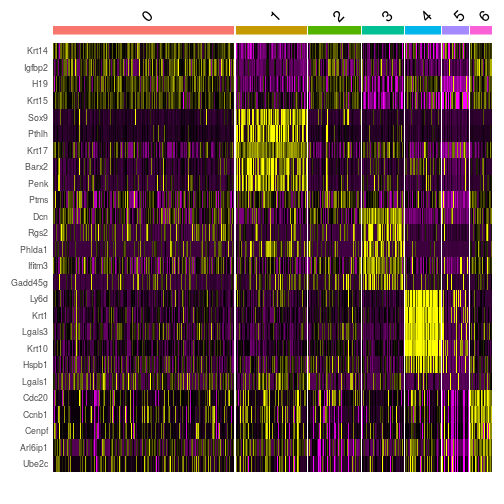 0 1 2 3 4 5 6
Krt14
Igfbp2
H19
Krt15
Sox9
Pthlh
Krt17
Barx2
Penk
Ptms
Dcn
Rgs2
Phlda1
Ifitm3
Gadd45g
Ly6d
Krt1
Lgals3
Krt10
Hspb1
Lgals1
Cdc20
Ccnb1
Cenpf
Arl6ip1
Ube2c